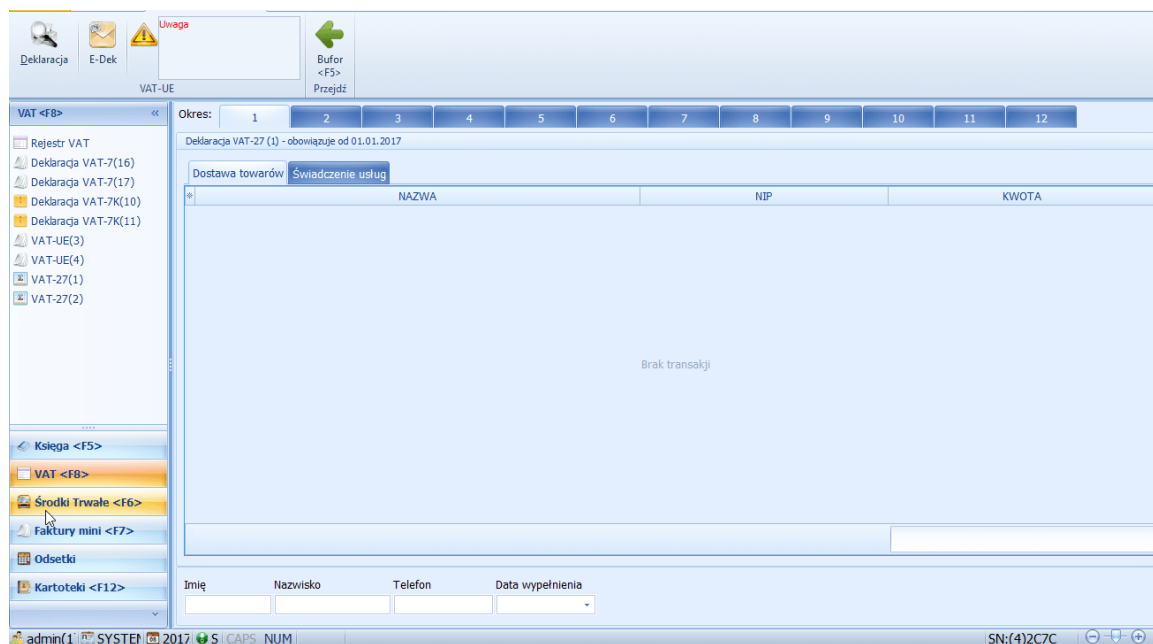 Uwaga
Deklaracja E-Dek Bufor
<F5>
VAT-UE Przejdź
VAT <F8> « Okres: 1 2 3 4 5 6 7 8 9 10 11 12
Rejestr VAT Deklaracja VAT-27 (1) - obowiązuje od 01.01.2017
Deklaracja VAT-7(16)
Deklaracja VAT-7(17) Dostawa towarów Świadczenie usług
Deklaracja VAT-7K(10) NAZWA NIP KWOTA
Deklaracja VAT-7K(11)
VAT-UE(3)
VAT-UE(4)
VAT-27(1)
VAT-27(2)
Brak transakji
Księga <F5>
VAT <F8>
Środki Trwałe <F6>
Faktury mini <F7>
Odsetki
Kartoteki <F12> Imię Nazwisko Telefon Data wypełnienia
admin(1 SYSTEM 2017 S CAPS NUM SN:(4)2C7C